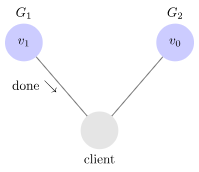 G₁ G₂
v₁ v₀
done
client